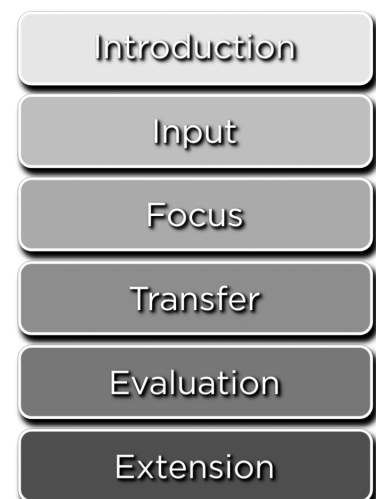 Introduction
Input
Focus
Transfer
Evaluation
Extension